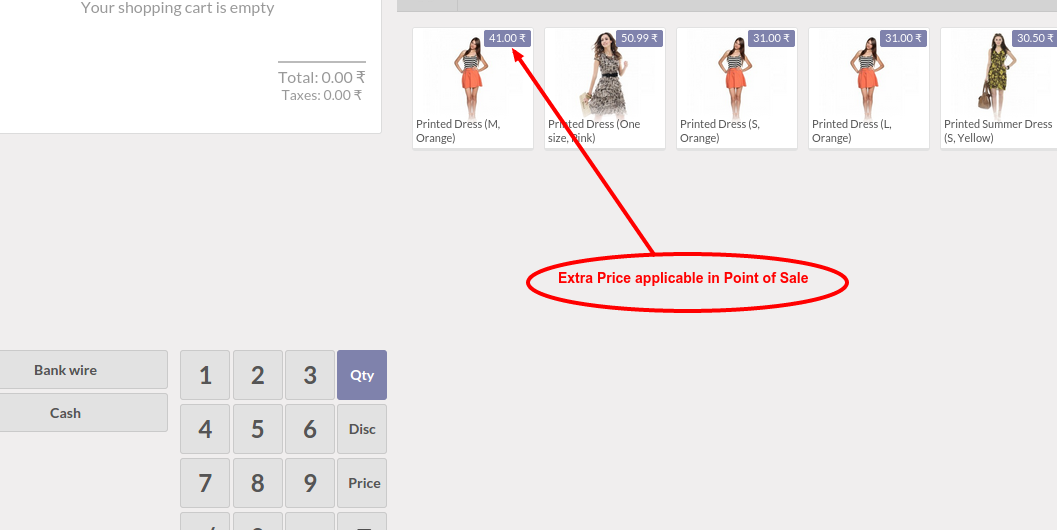 Your shopping cart is empty
Total: 0.00 ₹
Taxes: 0.00 ₹
41.00 ₹
Printed Dress (M,
Orange)
50.99 ₹
Printed Dress (One
size, Pink)
31.00 ₹
Printed Dress (S,
Orange)
31.00 ₹
Printed Dress (L,
Orange)
30.50 ₹
Printed Summer Dress
(S, Yellow)
Extra Price applicable in Point of Sale
Bank wire
Cash
1 2 3 Qty
4 5 6 Disc
7 8 9 Price